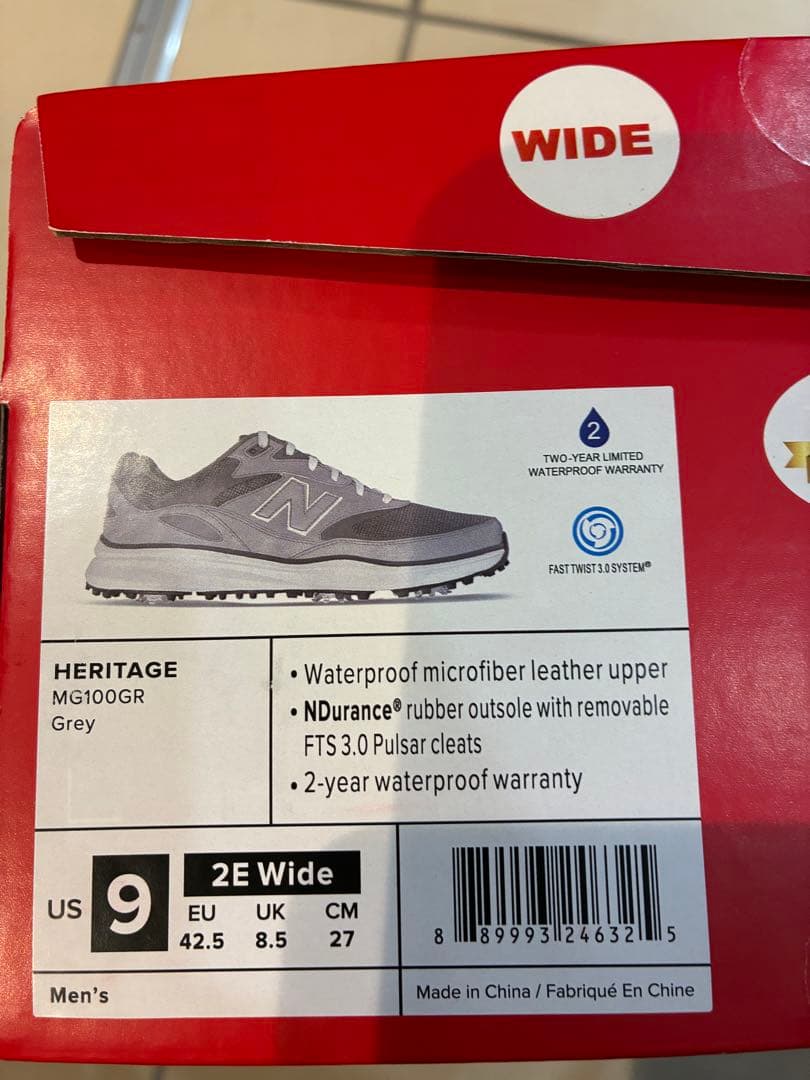 WIDE
2
TWO-YEAR LIMITED
WATERPROOF WARRANTY
N
FAST TWIST 3.0 SYSTEM®
HERITAGE
MG100GR
Grey
• Waterproof microfiber leather upper
• NDurance® rubber outsole with removable
FTS 3.0 Pulsar cleats
• 2-year waterproof warranty
US 9
2E Wide
EU UK CM
42.5 8.5 27
8 89993 24632 5
Men's
Made in China / Fabriqué En Chine